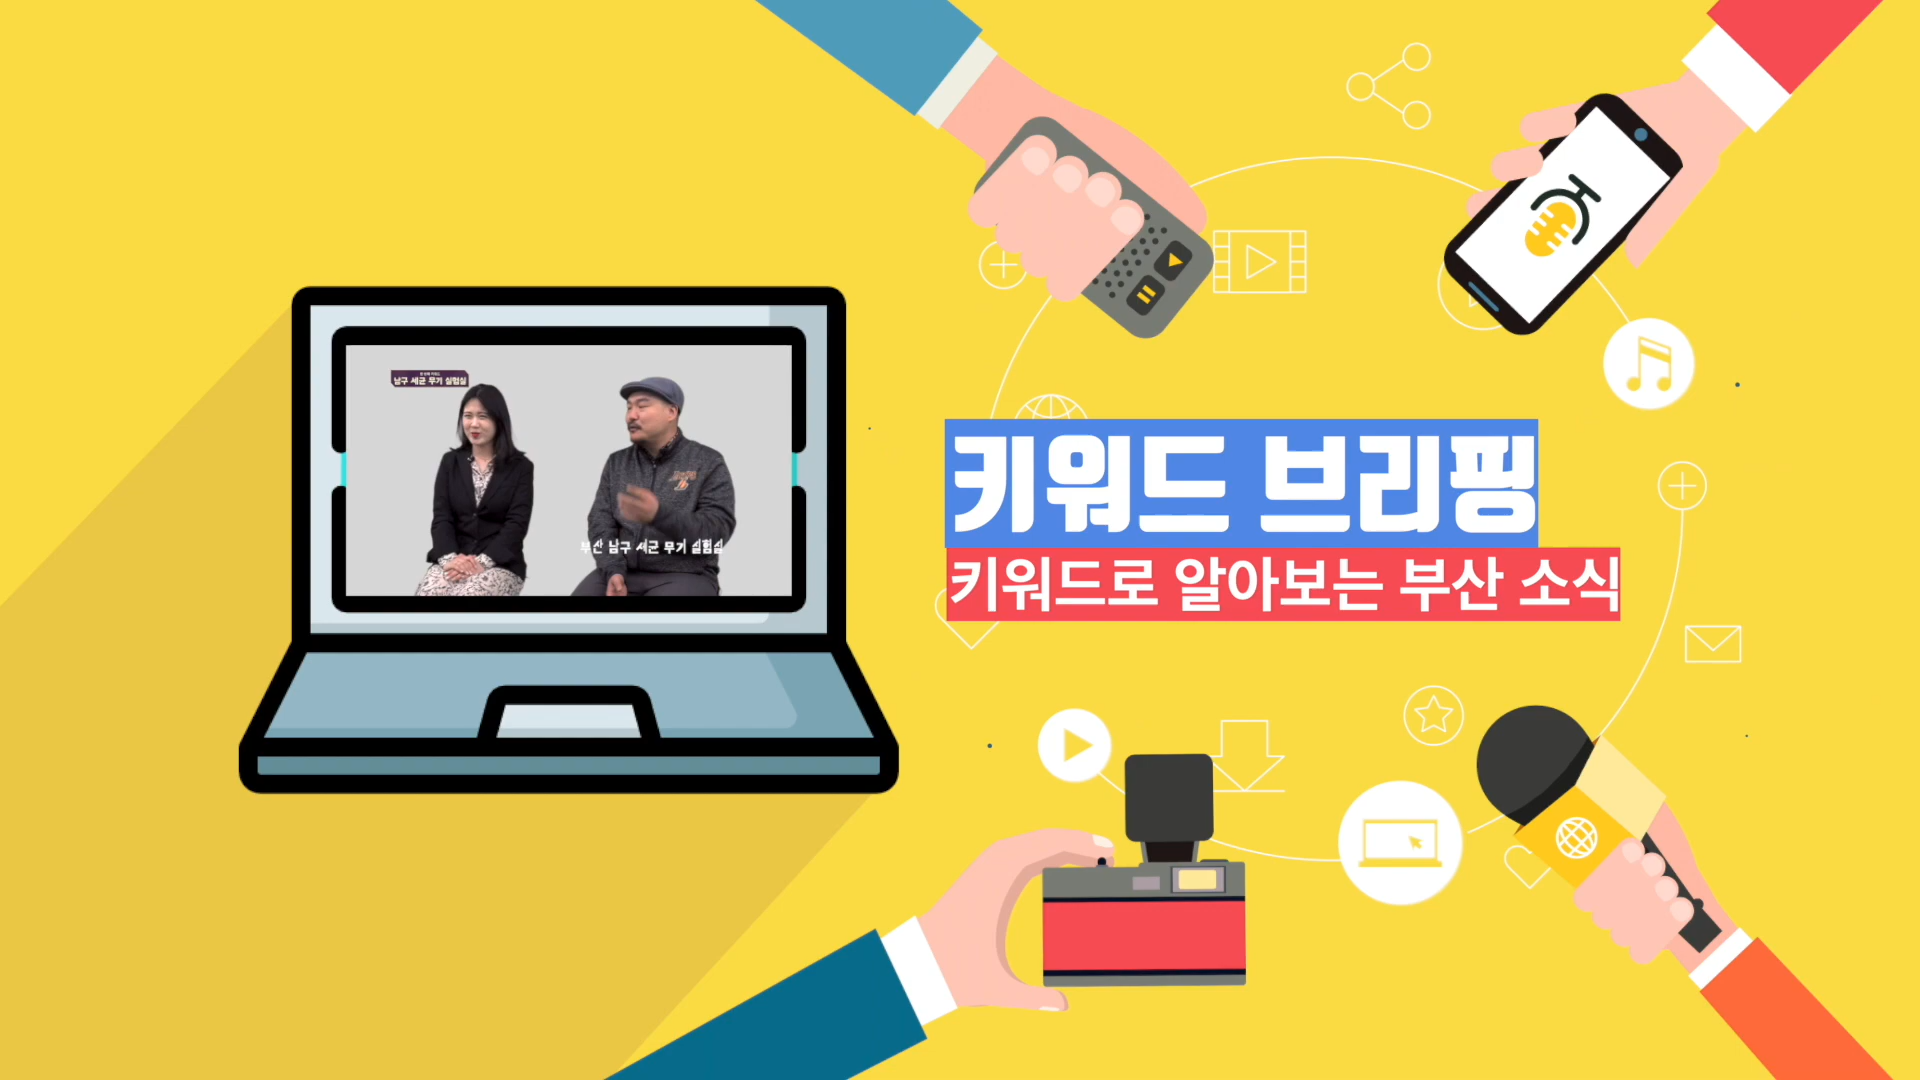 남구 세균 무기 실험실
부산 남구 세균 무기 실험실
키워드 브리핑
키워드로 알아보는 부산 소식